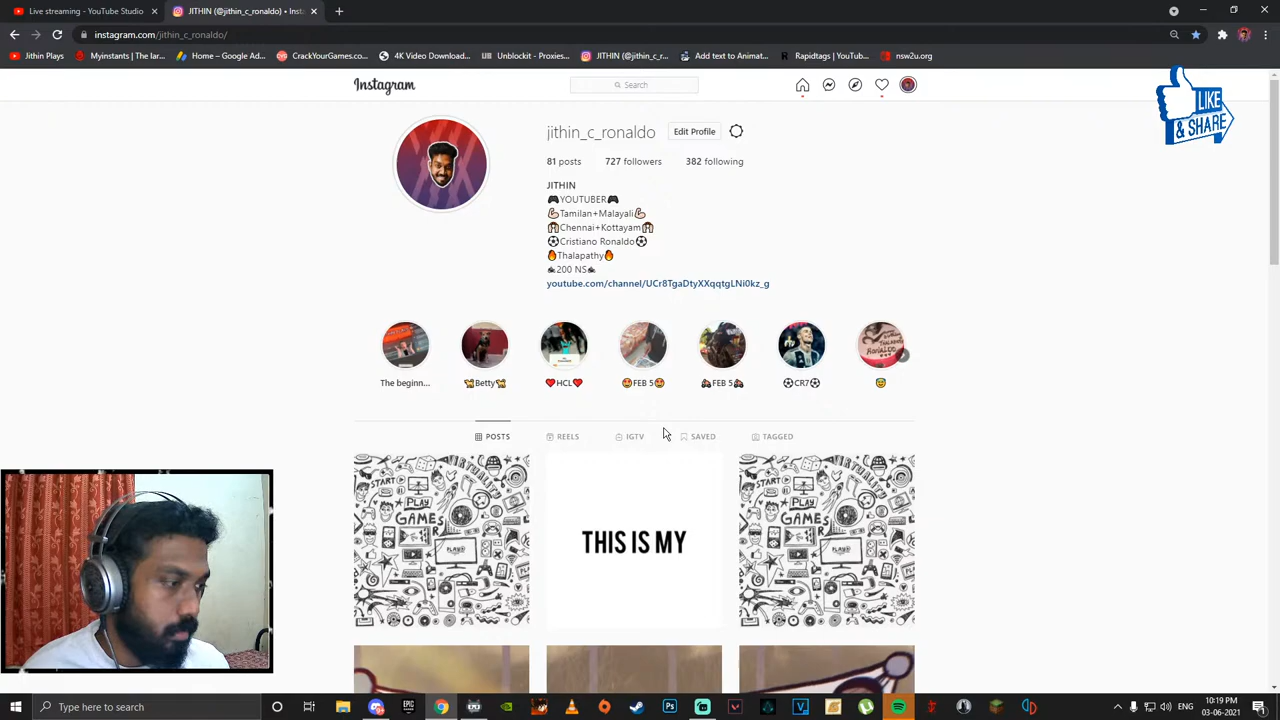 Live streaming - YouTube Studio
JITHIN (@jithin_c_ronaldo) • Inst
instagram.com/jithin_c_ronaldo/
Jithin Plays
Myinstants | The lar...
Home – Google Ad...
CrackYourGames.co...
4K Video Download...
Unblockit - Proxies...
JITHIN (@jithin_c_r...
Add text to Animat...
Rapidtags | YouTub...
nsw2u.org
Instagram
Search
LIKE
& SHARE
jithin_c_ronaldo
Edit Profile
81 posts
727 followers
382 following
JITHIN
🎮YOUTUBER🎮
💪Tamilan+Malayali💪
Chennai+Kottayam
⚽Cristiano Ronaldo⚽
🔥Thalapathy🔥
🏍200 NS🏍
youtube.com/channel/UCr8TgaDtyXXqqtgLNi0kz_g
The beginn...
Betty
❤HCL❤
😍FEB 5😍
FEB 5
⚽CR7⚽
POSTS
REELS
IGTV
SAVED
TAGGED
START
PLAY
GAMES
THIS IS MY
START
PLAY
GAMES
Type here to search
ENG
10:19 PM
03-06-2021